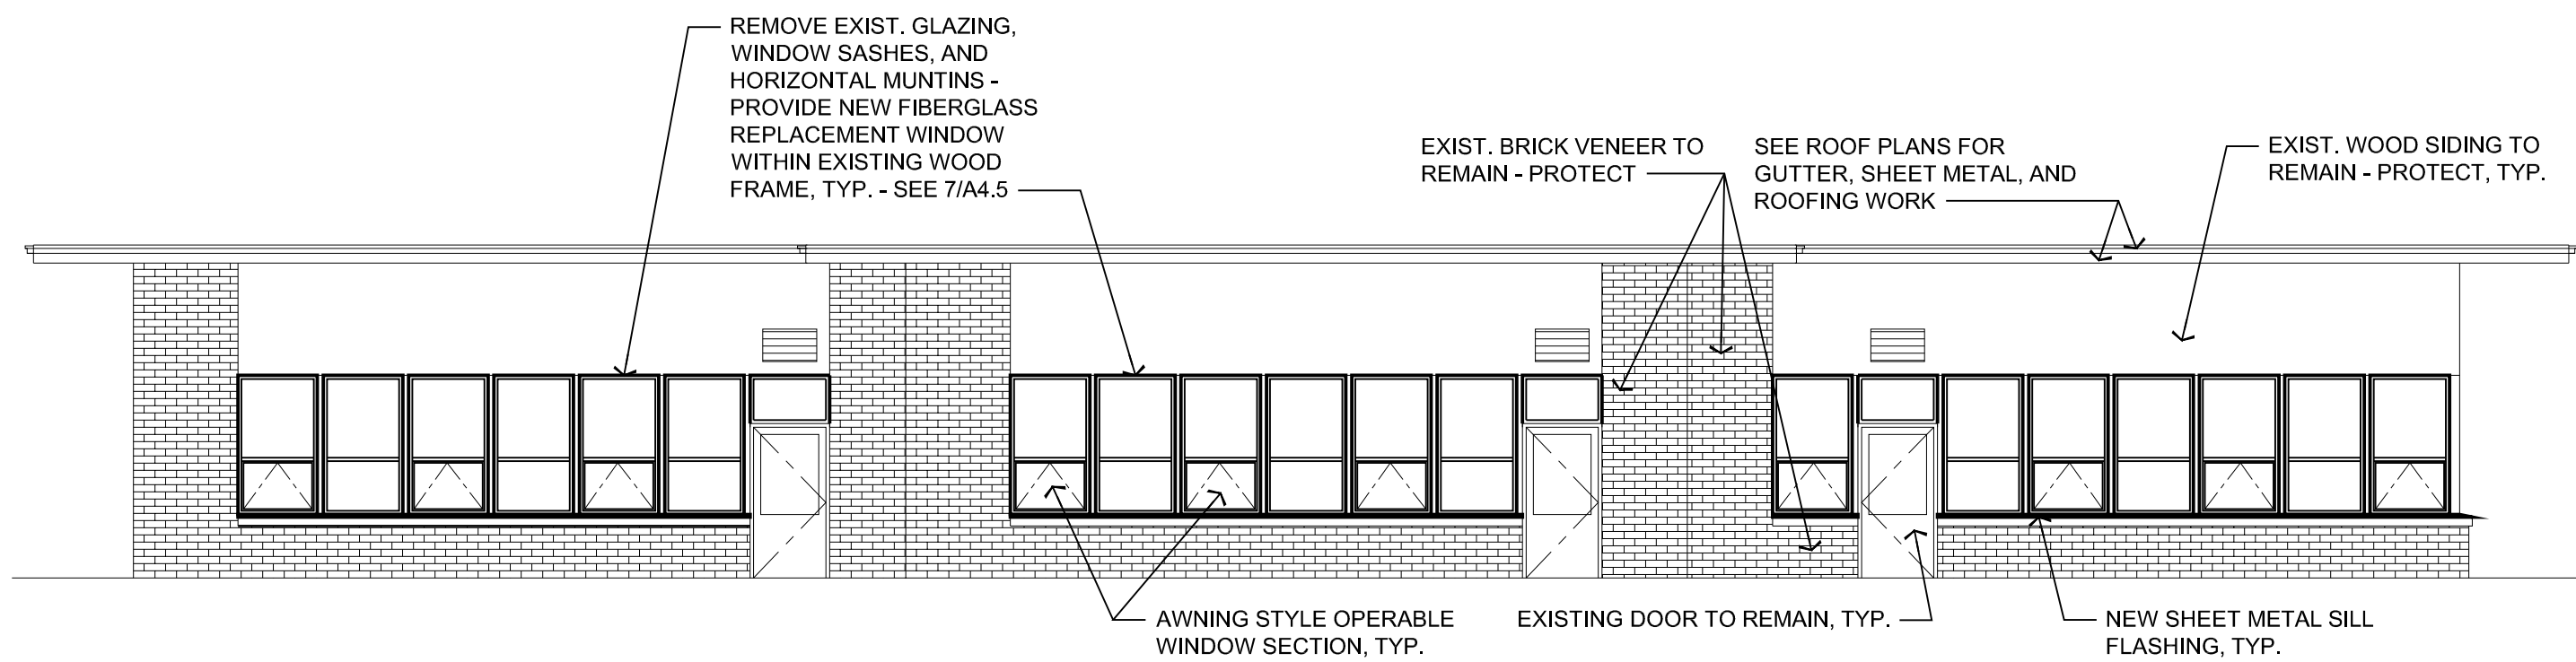 REMOVE EXIST. GLAZING,
WINDOW SASHES, AND
HORIZONTAL MUNTINS -
PROVIDE NEW FIBERGLASS
REPLACEMENT WINDOW
WITHIN EXISTING WOOD
FRAME, TYP. - SEE 7/A4.5
EXIST. BRICK VENEER TO
REMAIN - PROTECT
SEE ROOF PLANS FOR
GUTTER, SHEET METAL, AND
ROOFING WORK
EXIST. WOOD SIDING TO
REMAIN - PROTECT, TYP.
AWNING STYLE OPERABLE
WINDOW SECTION, TYP.
EXISTING DOOR TO REMAIN, TYP.
NEW SHEET METAL SILL
FLASHING, TYP.